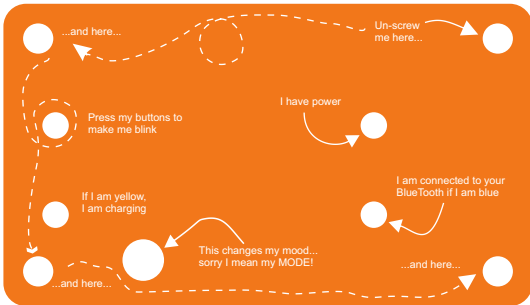 Un-screw
me here...
...and here...
Press my buttons to
make me blink
I have power
I am connected to your
BlueTooth if I am blue
If I am yellow,
I am charging
This changes my mood...
sorry I mean my MODE!
...and here...
...and here...